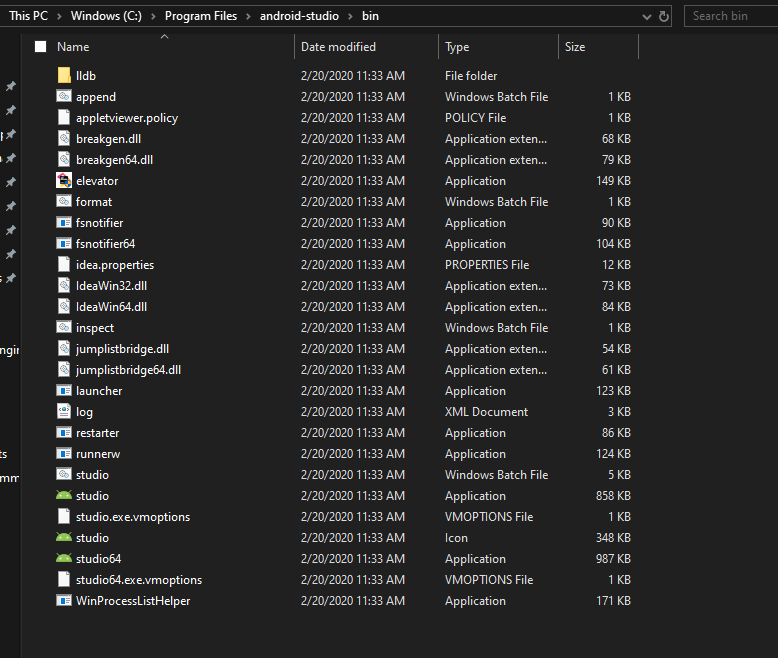 This PC > Windows (C:) > Program Files > android-studio > bin Search bin
Name Date modified Type Size
lldb 2/20/2020 11:33 AM File folder
append 2/20/2020 11:33 AM Windows Batch File 1 KB
appletviewer.policy 2/20/2020 11:33 AM POLICY File 1 KB
breakgen.dll 2/20/2020 11:33 AM Application exten... 68 KB
breakgen64.dll 2/20/2020 11:33 AM Application exten... 79 KB
elevator 2/20/2020 11:33 AM Application 149 KB
format 2/20/2020 11:33 AM Windows Batch File 1 KB
fsnotifier 2/20/2020 11:33 AM Application 90 KB
fsnotifier64 2/20/2020 11:33 AM Application 104 KB
idea.properties 2/20/2020 11:33 AM PROPERTIES File 12 KB
IdeaWin32.dll 2/20/2020 11:33 AM Application exten... 73 KB
IdeaWin64.dll 2/20/2020 11:33 AM Application exten... 84 KB
inspect 2/20/2020 11:33 AM Windows Batch File 1 KB
jumplistbridge.dll 2/20/2020 11:33 AM Application exten... 54 KB
jumplistbridge64.dll 2/20/2020 11:33 AM Application exten... 61 KB
launcher 2/20/2020 11:33 AM Application 123 KB
log 2/20/2020 11:33 AM XML Document 3 KB
restarter 2/20/2020 11:33 AM Application 86 KB
runnerw 2/20/2020 11:33 AM Application 124 KB
studio 2/20/2020 11:33 AM Windows Batch File 5 KB
studio 2/20/2020 11:33 AM Application 858 KB
studio.exe.vmoptions 2/20/2020 11:33 AM VMOPTIONS File 1 KB
studio 2/20/2020 11:33 AM Icon 348 KB
studio64 2/20/2020 11:33 AM Application 987 KB
studio64.exe.vmoptions 2/20/2020 11:33 AM VMOPTIONS File 1 KB
WinProcessListHelper 2/20/2020 11:33 AM Application 171 KB